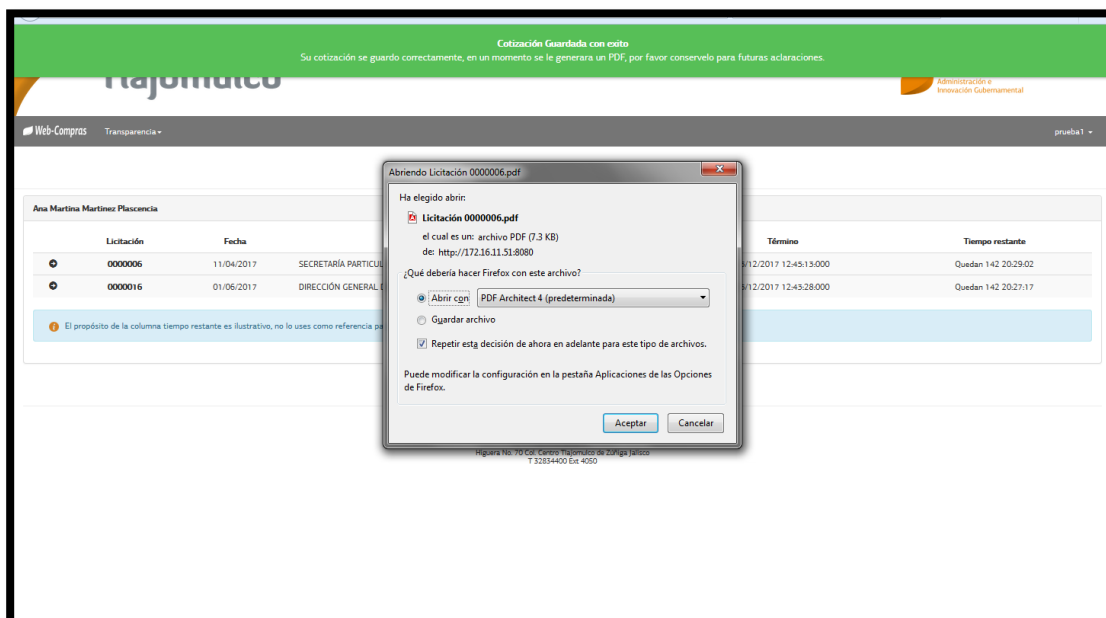 Cotización Guardada con exito
Su cotización se guardo correctamente, en un momento se le generara un PDF, por favor conservelo para futuras aclaraciones.
Tlajomulco
Administración e
Innovación Gubernamental
Web-Compras Transparencia prueba1
Abriendo Licitación 0000006.pdf
Ha elegido abrir:
Licitación 0000006.pdf
el cual es un: archivo PDF (7.3 KB)
de: http://172.16.11.51:8080
¿Qué debería hacer Firefox con este archivo?
Abrir con PDF Architect 4 (predeterminada)
Guardar archivo
Repetir esta decisión de ahora en adelante para este tipo de archivos.
Puede modificar la configuración en la pestaña Aplicaciones de las Opciones
de Firefox.
Aceptar Cancelar
Ana Martina Martinez Plascencia
Licitación Fecha Término Tiempo restante
0000006 11/04/2017 SECRETARÍA PARTICUL /12/2017 12:45:13:000 Quedan 142 20:29:02
0000016 01/06/2017 DIRECCIÓN GENERAL /12/2017 12:43:28:000 Quedan 142 20:27:17
El propósito de la columna tiempo restante es ilustrativo, no lo uses como referencia pa
Higuera No. 70 Col. Centro Tlajomulco de Zúñiga Jalisco
T 32834400 Ext 4050